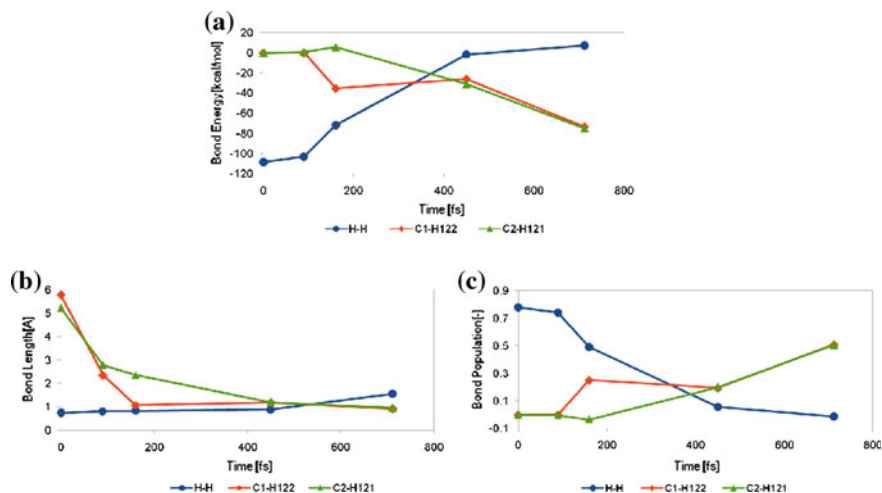 (a)
20
0
-20
-40
-60
-80
-100
-120
Bond Energy[kcal/mol]
0 200 400 600 800
Time [fs]
H-H C1-H122 C2-H121
(b)
6
5
4
3
2
1
0
Bond Length[A]
0 200 400 600 800
Time [fs]
H-H C1-H122 C2-H121
(c)
0.9
0.7
0.5
0.3
0.1
-0.1
Bond Population[-]
0 200 400 600 800
Time [fs]
H-H C1-H122 C2-H121